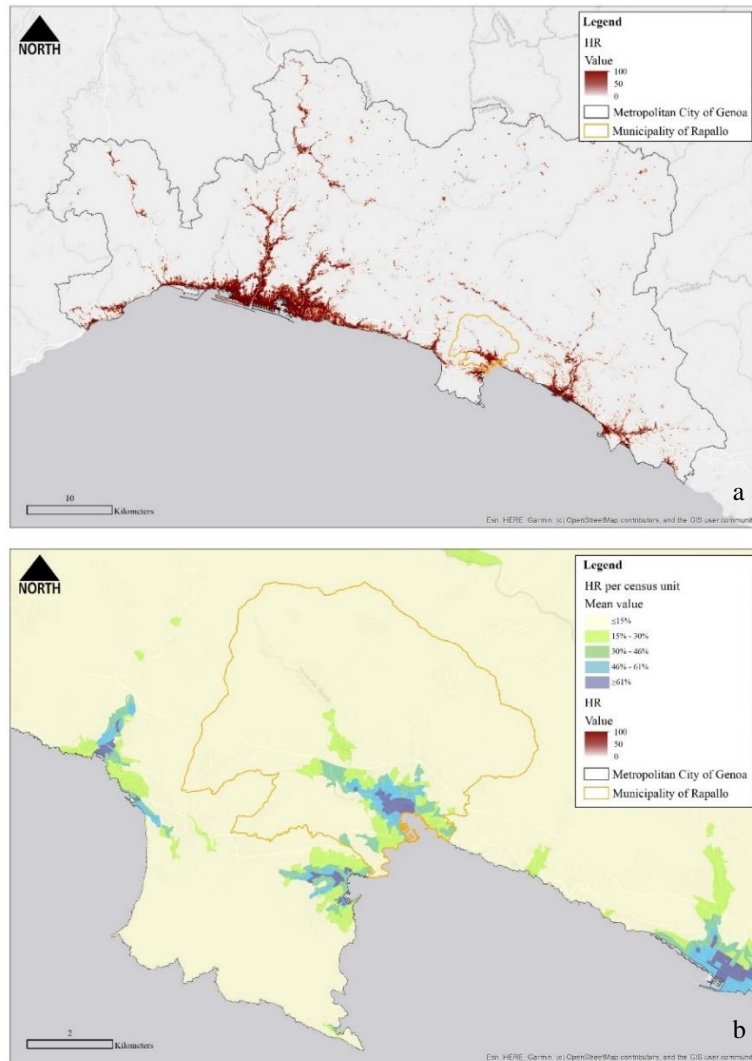 NORTH
Legend
HR
Value
100
50
0
Metropolitan City of Genoa
Municipality of Rapallo
10
Kilometers
a
Esri, HERE, Garmin, (c) OpenStreetMap contributors, and the GIS user communit
NORTH
Legend
HR per census unit
Mean value
≤15%
15% - 30%
30% - 46%
46% - 61%
≥61%
HR
Value
100
50
0
Metropolitan City of Genoa
Municipality of Rapallo
2
Kilometers
b
Esri, HERE, Garmin, (c) OpenStreetMap contributors, and the GIS user communit